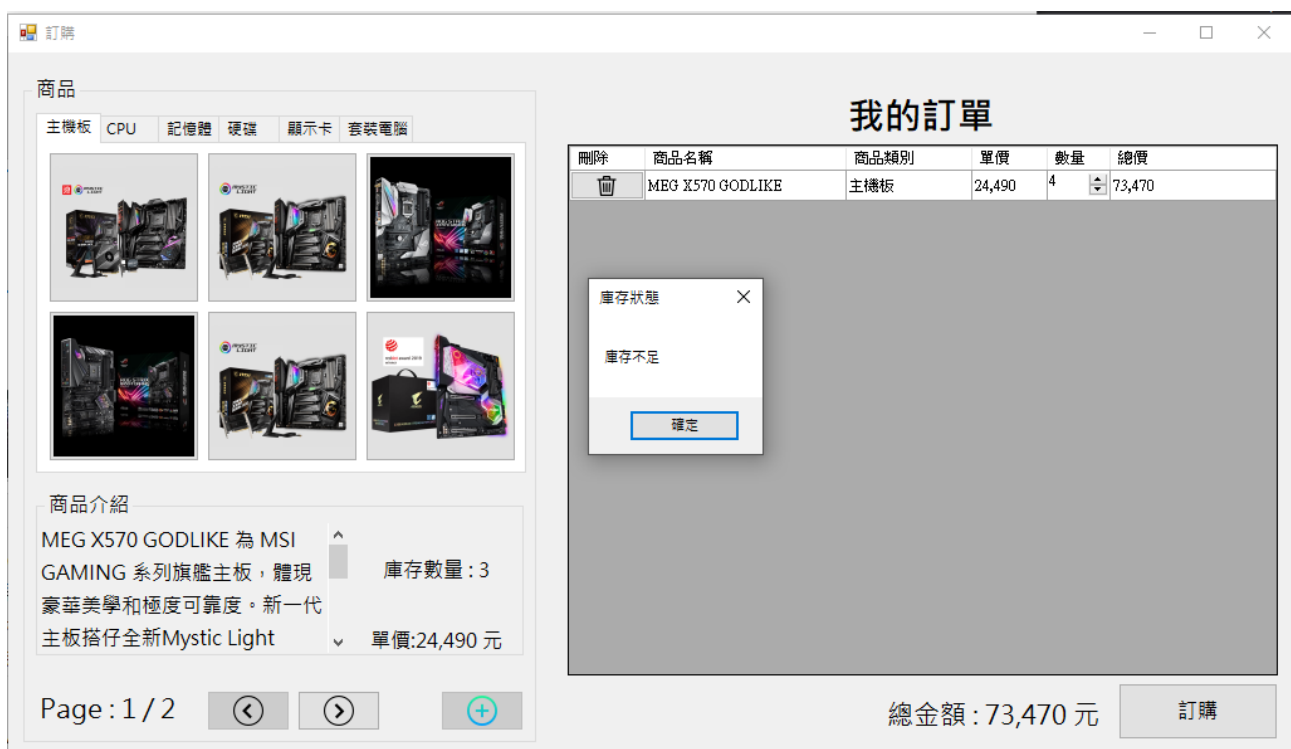 訂購
商品
主機板 CPU 記憶體 硬碟 顯示卡 套裝電腦
商品介紹
MEG X570 GODLIKE 為 MSI
GAMING 系列旗艦主板，體現
豪華美學和極度可靠度。新一代
主板搭仔全新Mystic Light
庫存數量 : 3
單價:24,490 元
Page : 1 / 2
我的訂單
刪除 商品名稱 商品類別 單價 數量 總價
MEG X570 GODLIKE 主機板 24,490 4 73,470
庫存狀態
庫存不足
確定
總金額 : 73,470 元
訂購